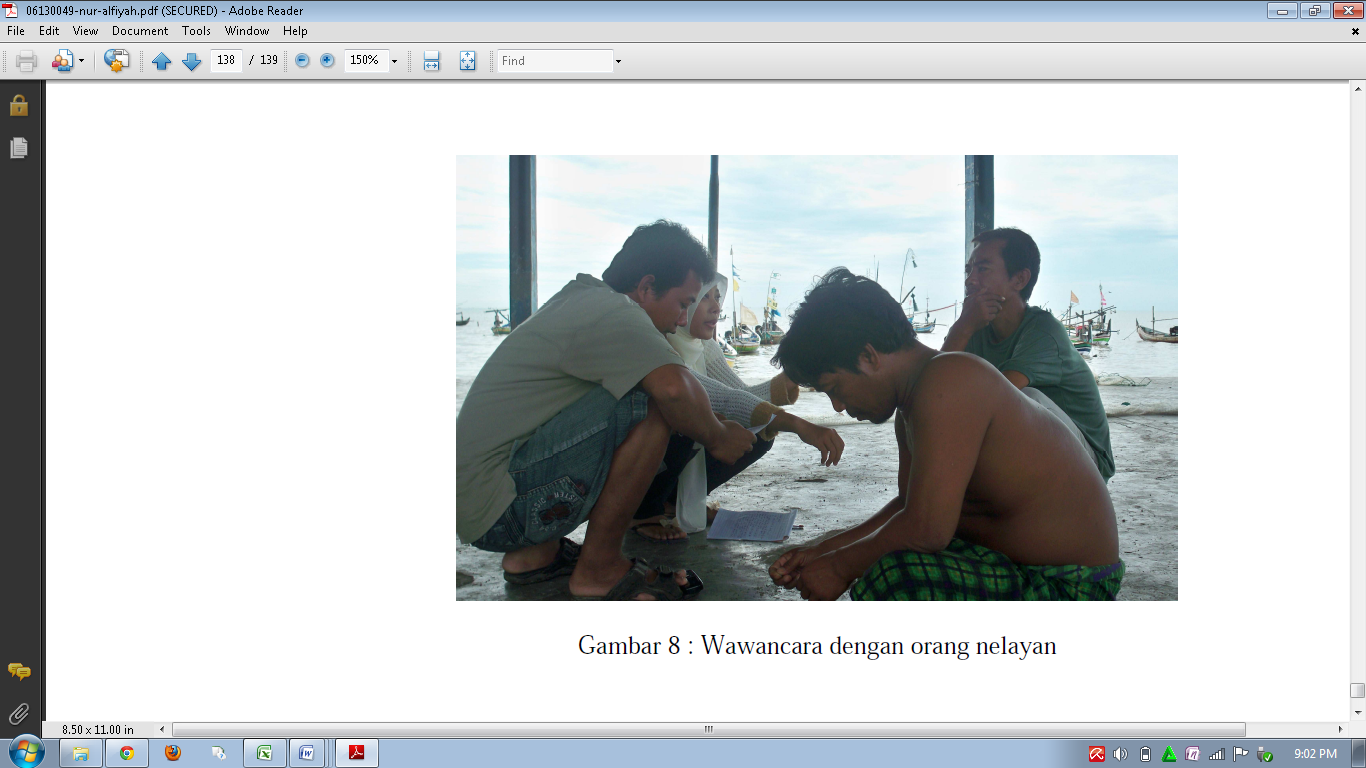 06130049-nur-alfiyah.pdf (SECURED) - Adobe Reader
File Edit View Document Tools Window Help
138 / 139 150% Find
Gambar 8 : Wawancara dengan orang nelayan
8.50 x 11.00 in
9:02 PM